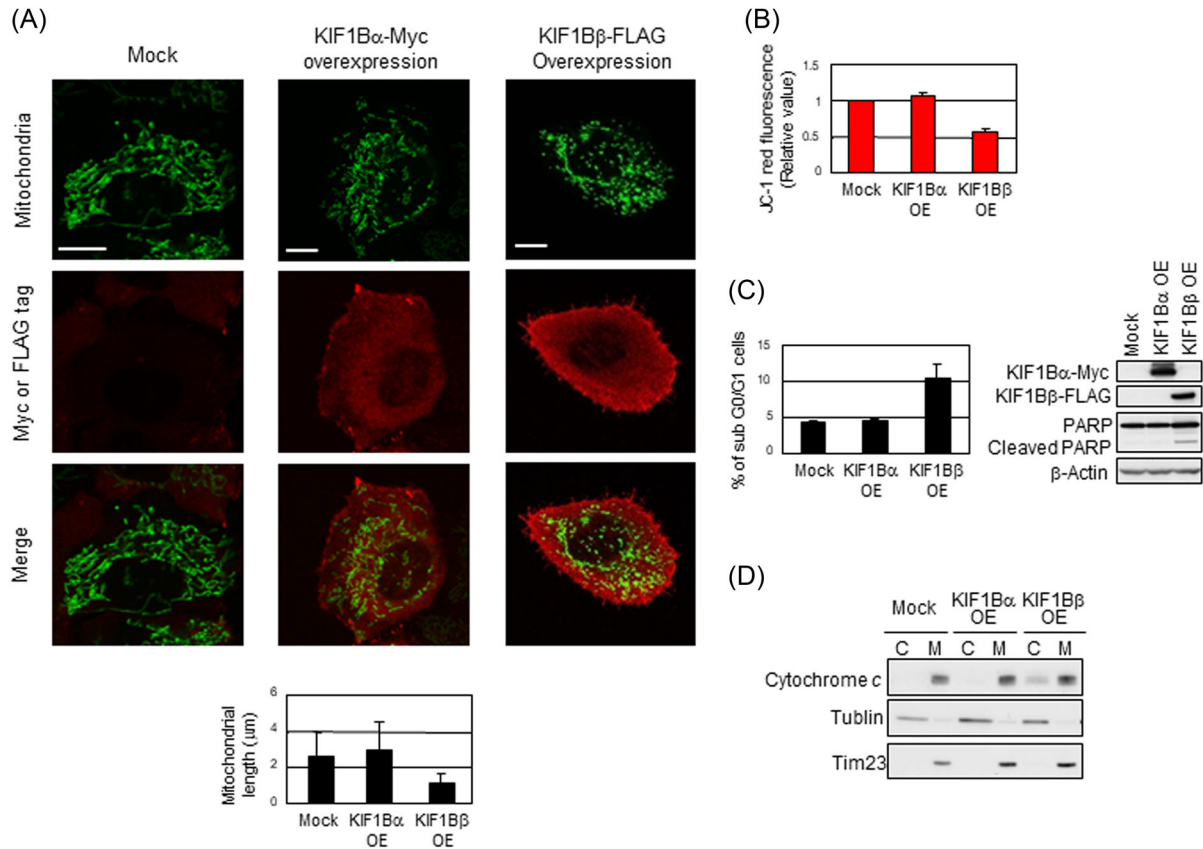 (A)
Mock
KIF1Bα-Myc
overexpression
KIF1Bβ-FLAG
Overexpression
Mitochondria
Myc or FLAG tag
Merge
Mitochondrial
length (μm)
6
4
2
0
Mock
KIF1Bα
OE
KIF1Bβ
OE
(B)
JC-1 red fluorescence
(Relative value)
1.5
1
0.5
0
Mock
KIF1Bα
OE
KIF1Bβ
OE
(C)
% of sub G0/G1 cells
15
10
5
0
Mock
KIF1Bα
OE
KIF1Bβ
OE
Mock
KIF1Bα OE
KIF1Bβ OE
KIF1Bα-Myc
KIF1Bβ-FLAG
PARP
Cleaved PARP
β-Actin
(D)
Mock
KIF1Bα
OE
KIF1Bβ
OE
C M C M C M
Cytochrome c
Tublin
Tim23